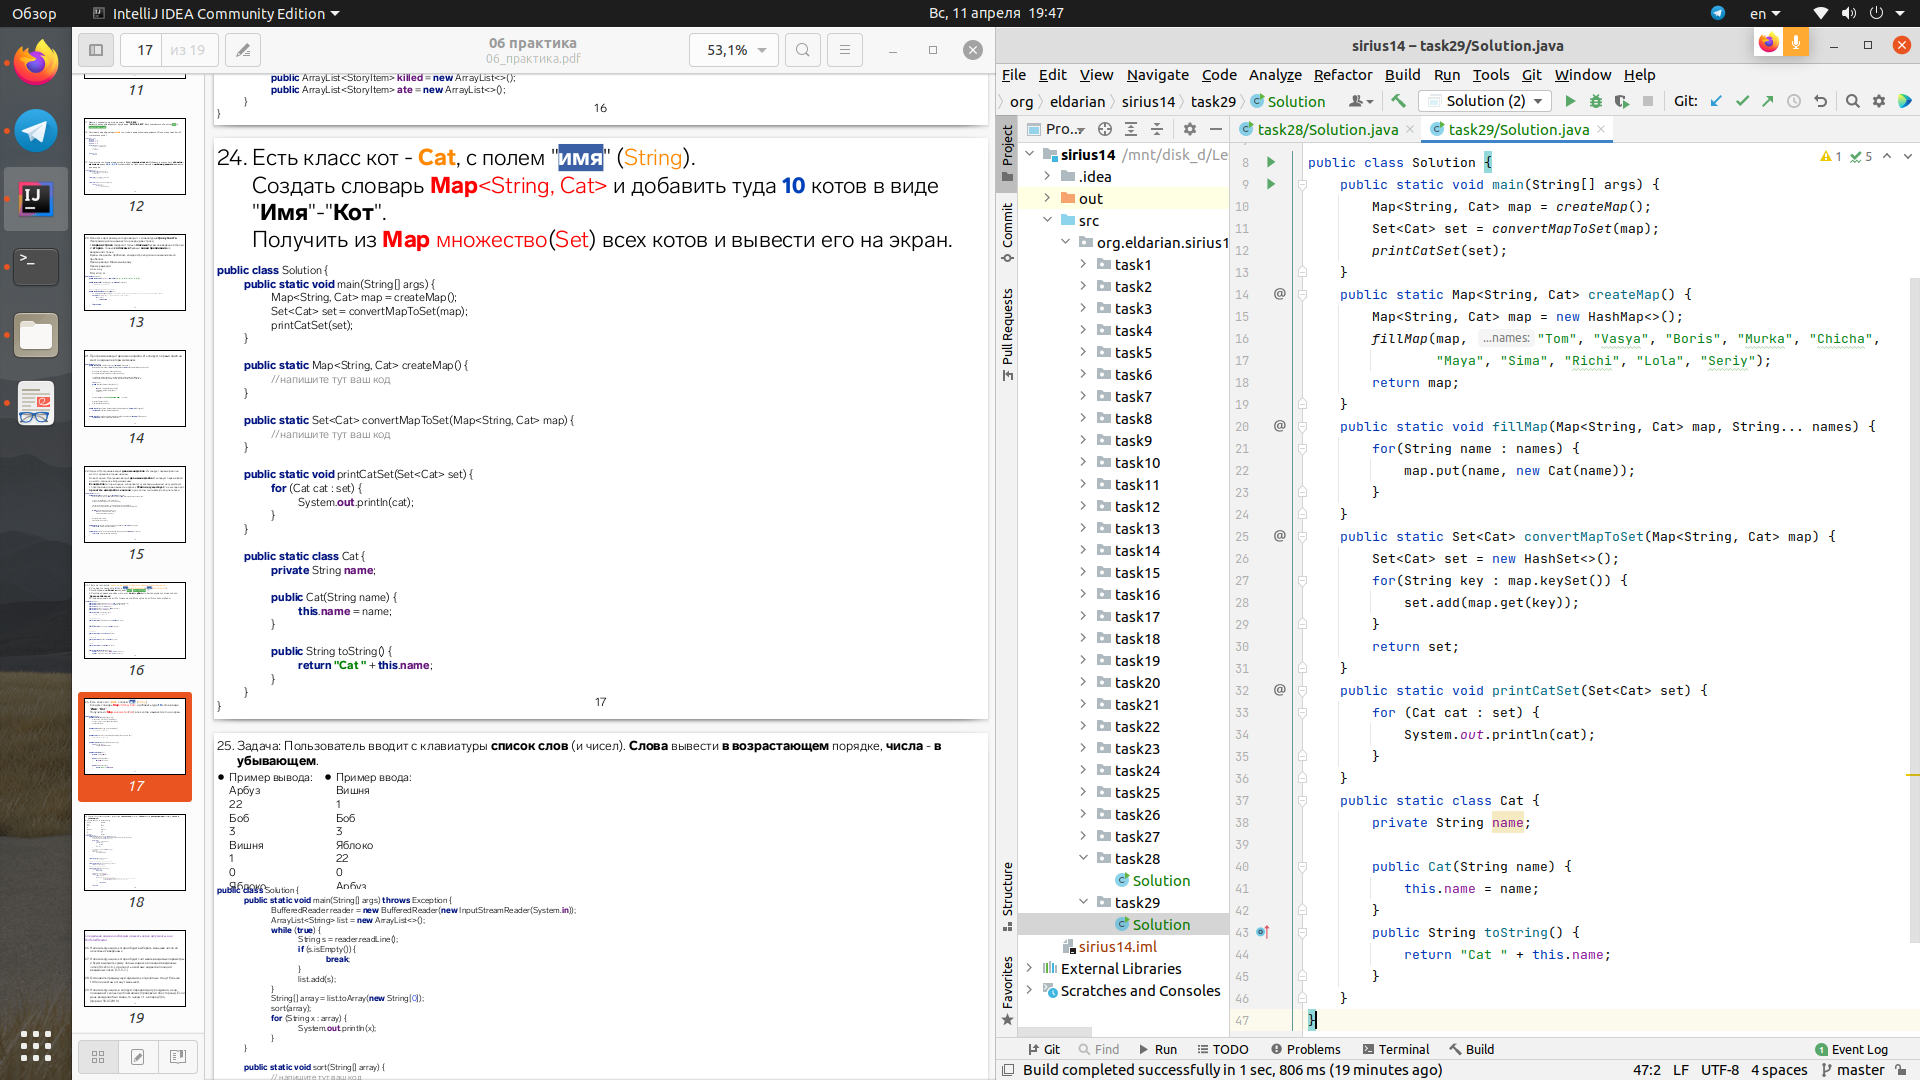 Обзор
IntelliJ IDEA Community Edition
Вс, 11 апреля 19:47
en
17
из 19
06 практика
06_практика.pdf
53,1%
11
12
13
14
15
16
17
18
19
public ArrayList<StoryItem> killed = new ArrayList<>();
public ArrayList<StoryItem> ate = new ArrayList<>();
}
}
16
24. Есть класс кот - Cat, с полем "имя" (String).
Создать словарь Map<String, Cat> и добавить туда 10 котов в виде
"Имя"-"Кот".
Получить из Map множество(Set) всех котов и вывести его на экран.
public class Solution {
public static void main(String[] args) {
Map<String, Cat> map = createMap();
Set<Cat> set = convertMapToSet(map);
printCatSet(set);
}
public static Map<String, Cat> createMap() {
//напишите тут ваш код
}
public static Set<Cat> convertMapToSet(Map<String, Cat> map) {
//напишите тут ваш код
}
public static void printCatSet(Set<Cat> set) {
for (Cat cat : set) {
System.out.println(cat);
}
}
public static class Cat {
private String name;
public Cat(String name) {
this.name = name;
}
public String toString() {
return "Cat " + this.name;
}
}
}
17
25. Задача: Пользователь вводит с клавиатуры список слов (и чисел). Слова вывести в возрастающем порядке, числа - в
убывающем.
● Пример вывода: ● Пример ввода:
Арбуз Вишня
22 1
Боб Боб
3 3
Вишня Яблоко
1 22
0 0
Яблоко Арбуз
public class Solution {
public static void main(String[] args) throws Exception {
BufferedReader reader = new BufferedReader(new InputStreamReader(System.in));
ArrayList<String> list = new ArrayList<>();
while (true) {
String s = reader.readLine();
if (s.isEmpty()) {
break;
}
list.add(s);
}
String[] array = list.toArray(new String[0]);
sort(array);
for (String x : array) {
System.out.println(x);
}
}
public static void sort(String[] array) {
// напишите тут ваш код
sirius14 – task29/Solution.java
File Edit View Navigate Code Analyze Refactor Build Run Tools Git Window Help
org eldarian sirius14 task29 Solution
Solution (2)
Git:
Project
Commit
Pull Requests
Structure
Favorites
Pro..
sirius14 /mnt/disk_d/Le
.idea
out
src
org.eldarian.sirius1
task1
task2
task3
task4
task5
task6
task7
task8
task9
task10
task11
task12
task13
task14
task15
task16
task17
task18
task19
task20
task21
task22
task23
task24
task25
task26
task27
task28
Solution
task29
Solution
sirius14.iml
External Libraries
Scratches and Consoles
task28/Solution.java
task29/Solution.java
1 5
8 public class Solution {
9 public static void main(String[] args) {
10 Map<String, Cat> map = createMap();
11 Set<Cat> set = convertMapToSet(map);
12 printCatSet(set);
13 }
14 @ public static Map<String, Cat> createMap() {
15 Map<String, Cat> map = new HashMap<>();
16 fillMap(map, ...names: "Tom", "Vasya", "Boris", "Murka", "Chicha",
17 "Maya", "Sima", "Richi", "Lola", "Seriy");
18 return map;
19 }
20 @ public static void fillMap(Map<String, Cat> map, String... names) {
21 for(String name : names) {
22 map.put(name, new Cat(name));
23 }
24 }
25 @ public static Set<Cat> convertMapToSet(Map<String, Cat> map) {
26 Set<Cat> set = new HashSet<>();
27 for(String key : map.keySet()) {
28 set.add(map.get(key));
29 }
30 return set;
31 }
32 @ public static void printCatSet(Set<Cat> set) {
33 for (Cat cat : set) {
34 System.out.println(cat);
35 }
36 }
37 public static class Cat {
38 private String name;
39
40 public Cat(String name) {
41 this.name = name;
42 }
43 public String toString() {
44 return "Cat " + this.name;
45 }
46 }
47 }
Git Find Run TODO Problems Terminal Build
1 Event Log
Build completed successfully in 1 sec, 806 ms (19 minutes ago)
47:2 LF UTF-8 4 spaces master